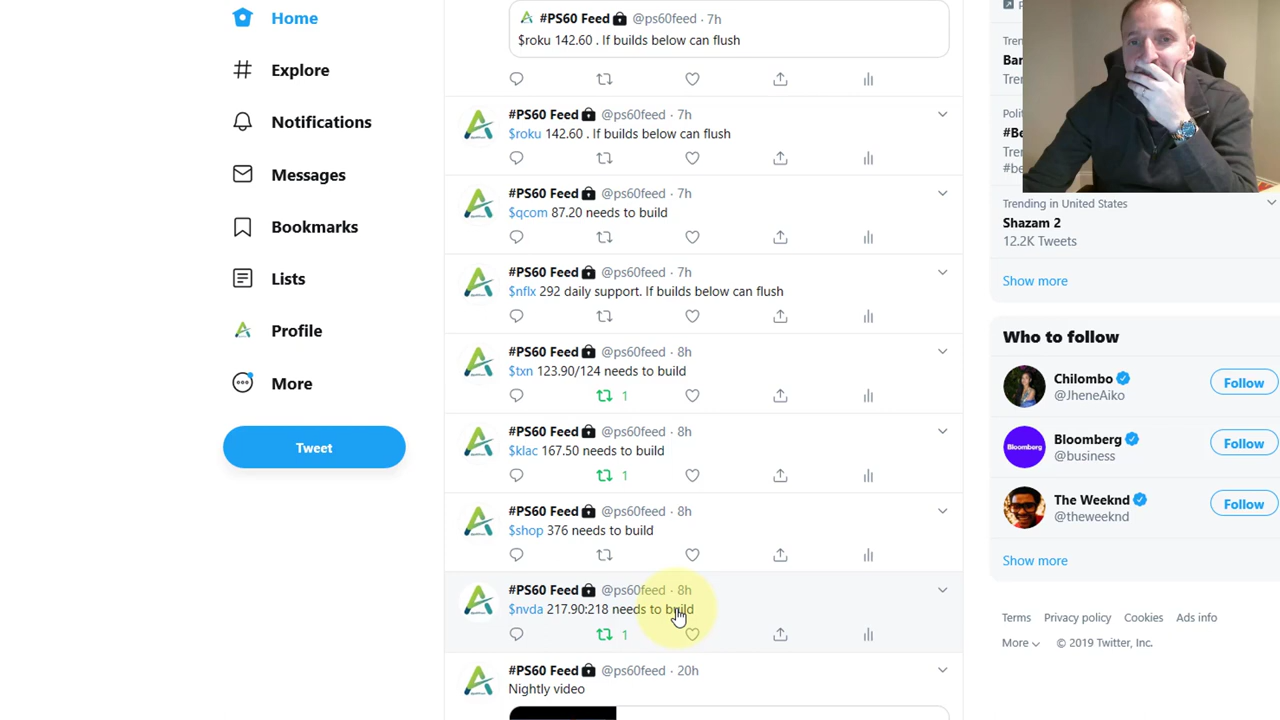 Home
Explore
Notifications
Messages
Bookmarks
Lists
Profile
More
Tweet
#PS60 Feed @ps60feed · 7h
$roku 142.60 . If builds below can flush
#PS60 Feed @ps60feed · 7h
$roku 142.60 . If builds below can flush
#PS60 Feed @ps60feed · 7h
$qcom 87.20 needs to build
#PS60 Feed @ps60feed · 7h
$nflx 292 daily support. If builds below can flush
#PS60 Feed @ps60feed · 8h
$txn 123.90/124 needs to build
1
#PS60 Feed @ps60feed · 8h
$klac 167.50 needs to build
1
#PS60 Feed @ps60feed · 8h
$shop 376 needs to build
#PS60 Feed @ps60feed · 8h
$nvda 217.90:218 needs to build
1
#PS60 Feed @ps60feed · 20h
Nightly video
Trending in United States
Shazam 2
12.2K Tweets
Show more
Who to follow
Chilombo
@JheneAiko
Follow
Bloomberg
Bloomberg
@business
Follow
The Weeknd
@theweeknd
Follow
Show more
Terms Privacy policy Cookies Ads info
More © 2019 Twitter, Inc.